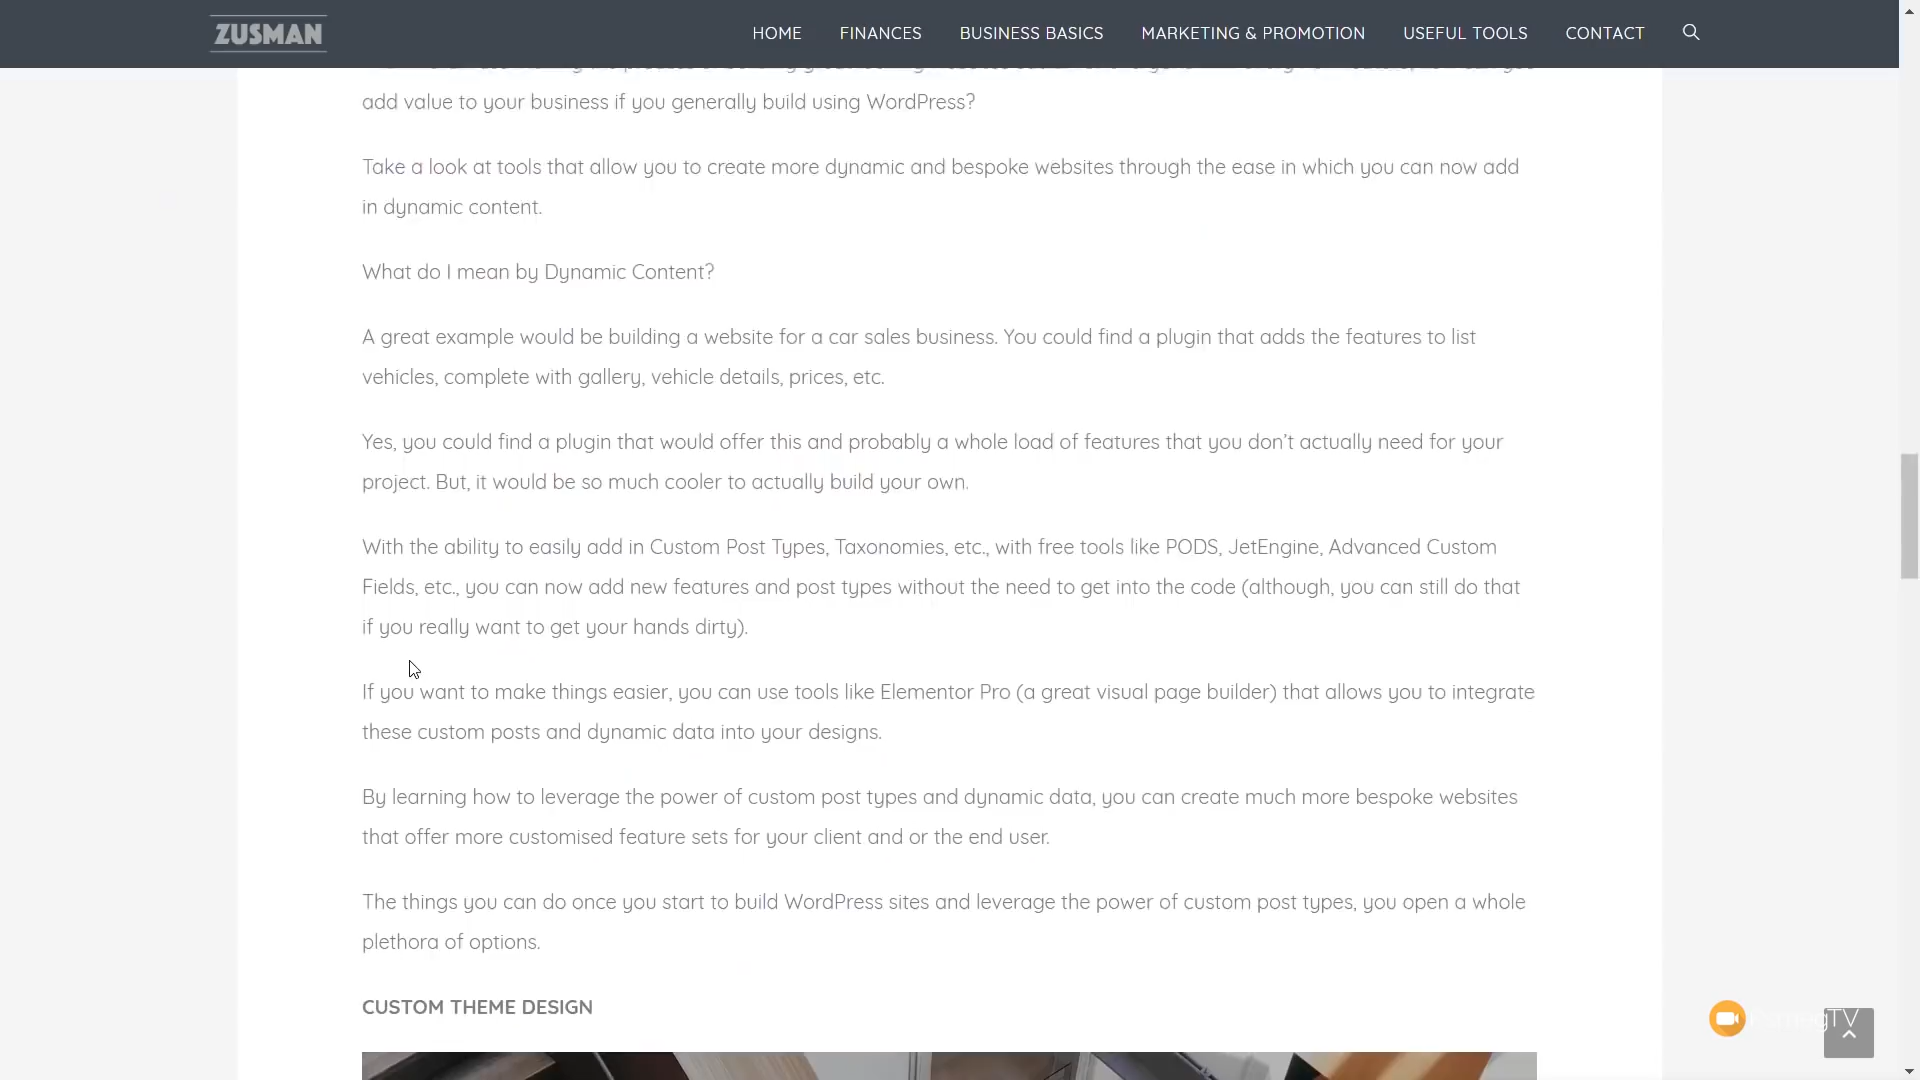 ZUSMAN
HOME FINANCES BUSINESS BASICS MARKETING & PROMOTION USEFUL TOOLS CONTACT
add value to your business if you generally build using WordPress?
Take a look at tools that allow you to create more dynamic and bespoke websites through the ease in which you can now add
in dynamic content.
What do I mean by Dynamic Content?
A great example would be building a website for a car sales business. You could find a plugin that adds the features to list
vehicles, complete with gallery, vehicle details, prices, etc.
Yes, you could find a plugin that would offer this and probably a whole load of features that you don’t actually need for your
project. But, it would be so much cooler to actually build your own.
With the ability to easily add in Custom Post Types, Taxonomies, etc., with free tools like PODS, JetEngine, Advanced Custom
Fields, etc., you can now add new features and post types without the need to get into the code (although, you can still do that
if you really want to get your hands dirty).
If you want to make things easier, you can use tools like Elementor Pro (a great visual page builder) that allows you to integrate
these custom posts and dynamic data into your designs.
By learning how to leverage the power of custom post types and dynamic data, you can create much more bespoke websites
that offer more customised feature sets for your client and or the end user.
The things you can do once you start to build WordPress sites and leverage the power of custom post types, you open a whole
plethora of options.
CUSTOM THEME DESIGN